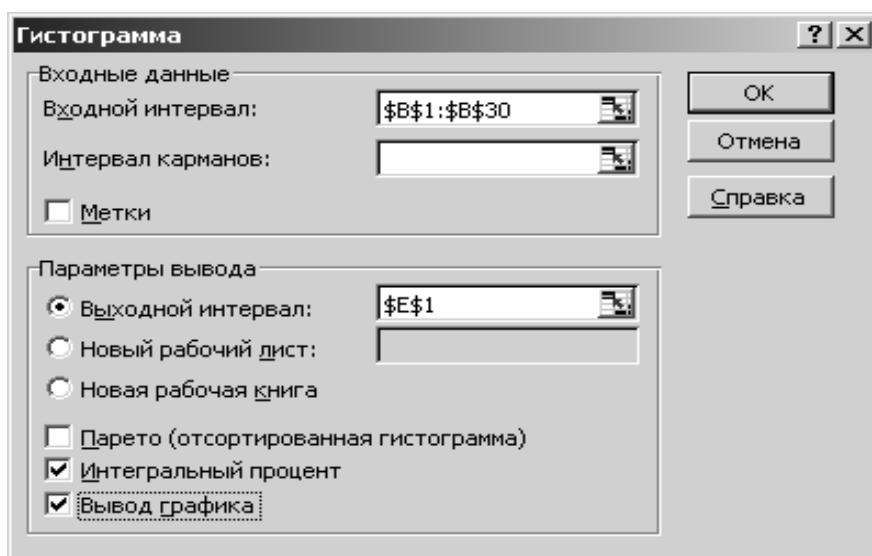 Гистограмма
Входные данные
Входной интервал: $B$1:$B$30
Интервал карманов:
Метки
OK
Отмена
Справка
Параметры вывода
Выходной интервал: $E$1
Новый рабочий лист:
Новая рабочая книга
Парето (отсортированная гистограмма)
Интегральный процент
Вывод графика